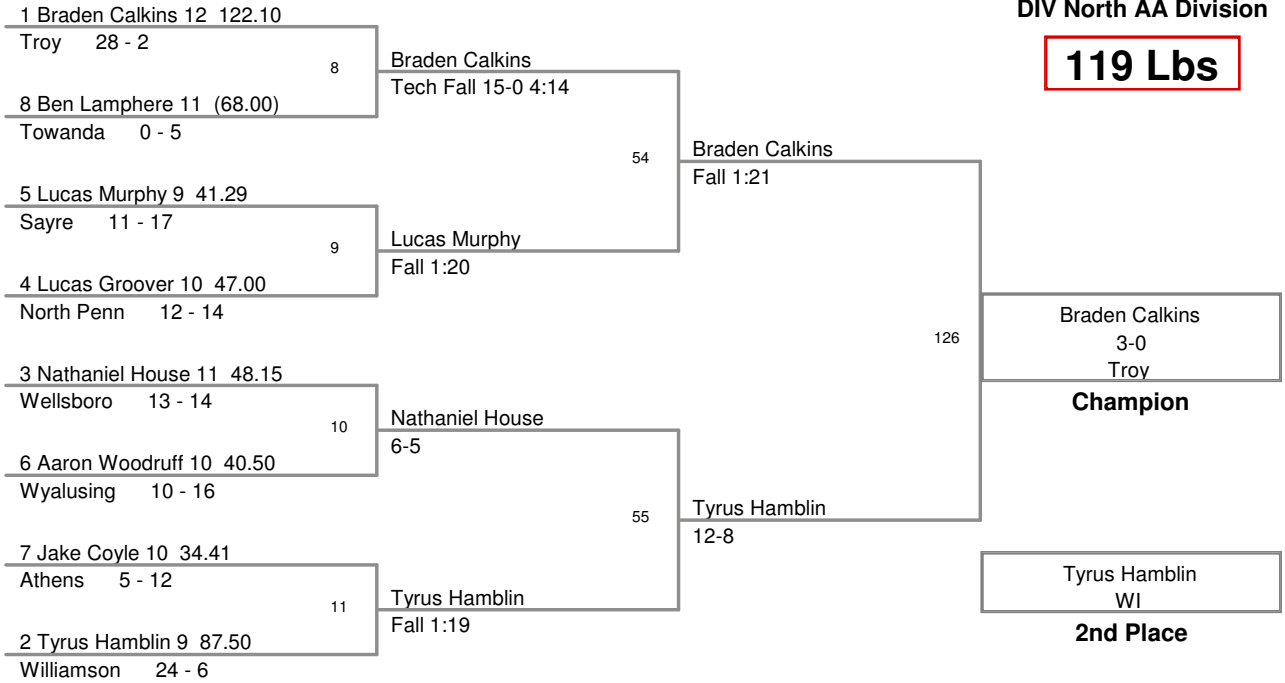 DIV North AA Division
119 Lbs
1 Braden Calkins 12 122.10
Troy 28 - 2
8
8 Ben Lamphere 11 (68.00)
Towanda 0 - 5
5 Lucas Murphy 9 41.29
Sayre 11 - 17
9
4 Lucas Groover 10 47.00
North Penn 12 - 14
3 Nathaniel House 11 48.15
Wellsboro 13 - 14
10
6 Aaron Woodruff 10 40.50
Wyalusing 10 - 16
7 Jake Coyle 10 34.41
Athens 5 - 12
11
2 Tyrus Hamblin 9 87.50
Williamson 24 - 6
Braden Calkins
Tech Fall 15-0 4:14
54
Lucas Murphy
Fall 1:20
Nathaniel House
6-5
55
Tyrus Hamblin
Fall 1:19
Braden Calkins
Fall 1:21
126
Tyrus Hamblin
12-8
Braden Calkins
3-0
Troy
Champion
Tyrus Hamblin
WI
2nd Place